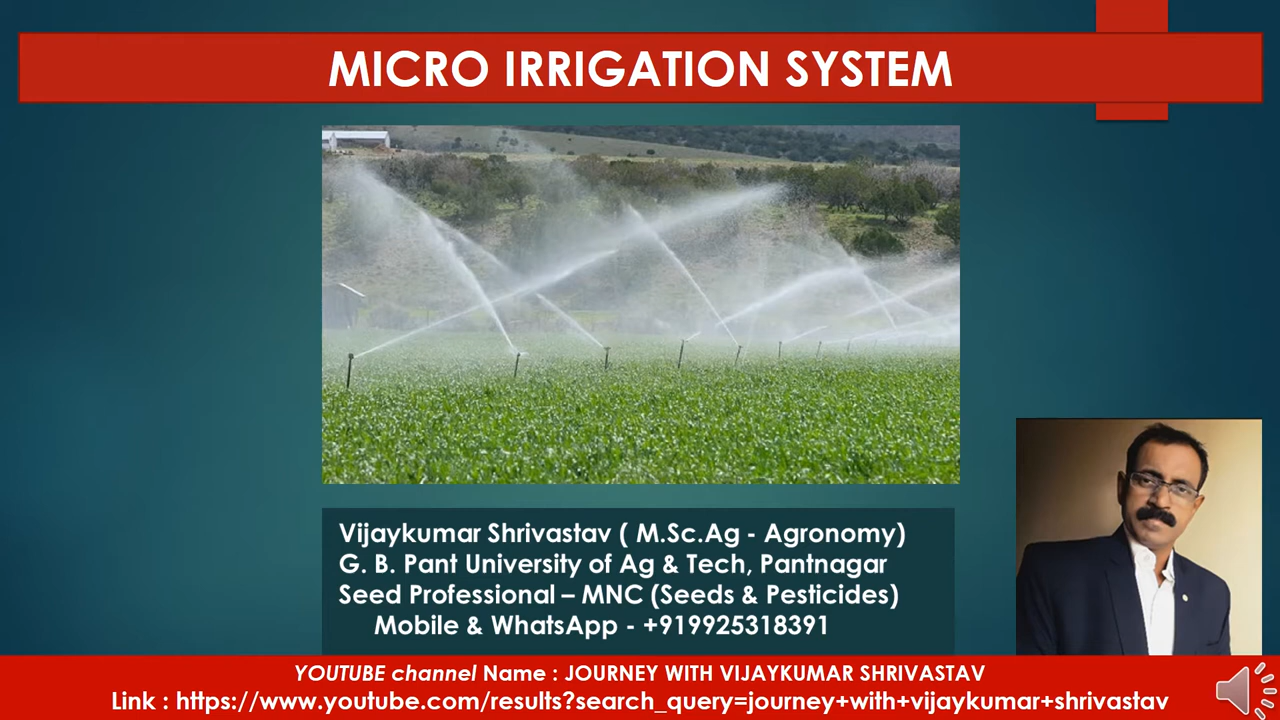 MICRO IRRIGATION SYSTEM
Vijaykumar Shrivastav ( M.Sc.Ag - Agronomy)
G. B. Pant University of Ag & Tech, Pantnagar
Seed Professional – MNC (Seeds & Pesticides)
Mobile & WhatsApp - +919925318391
YOUTUBE channel Name : JOURNEY WITH VIJAYKUMAR SHRIVASTAV
Link : https://www.youtube.com/results?search_query=journey+with+vijaykumar+shrivastav